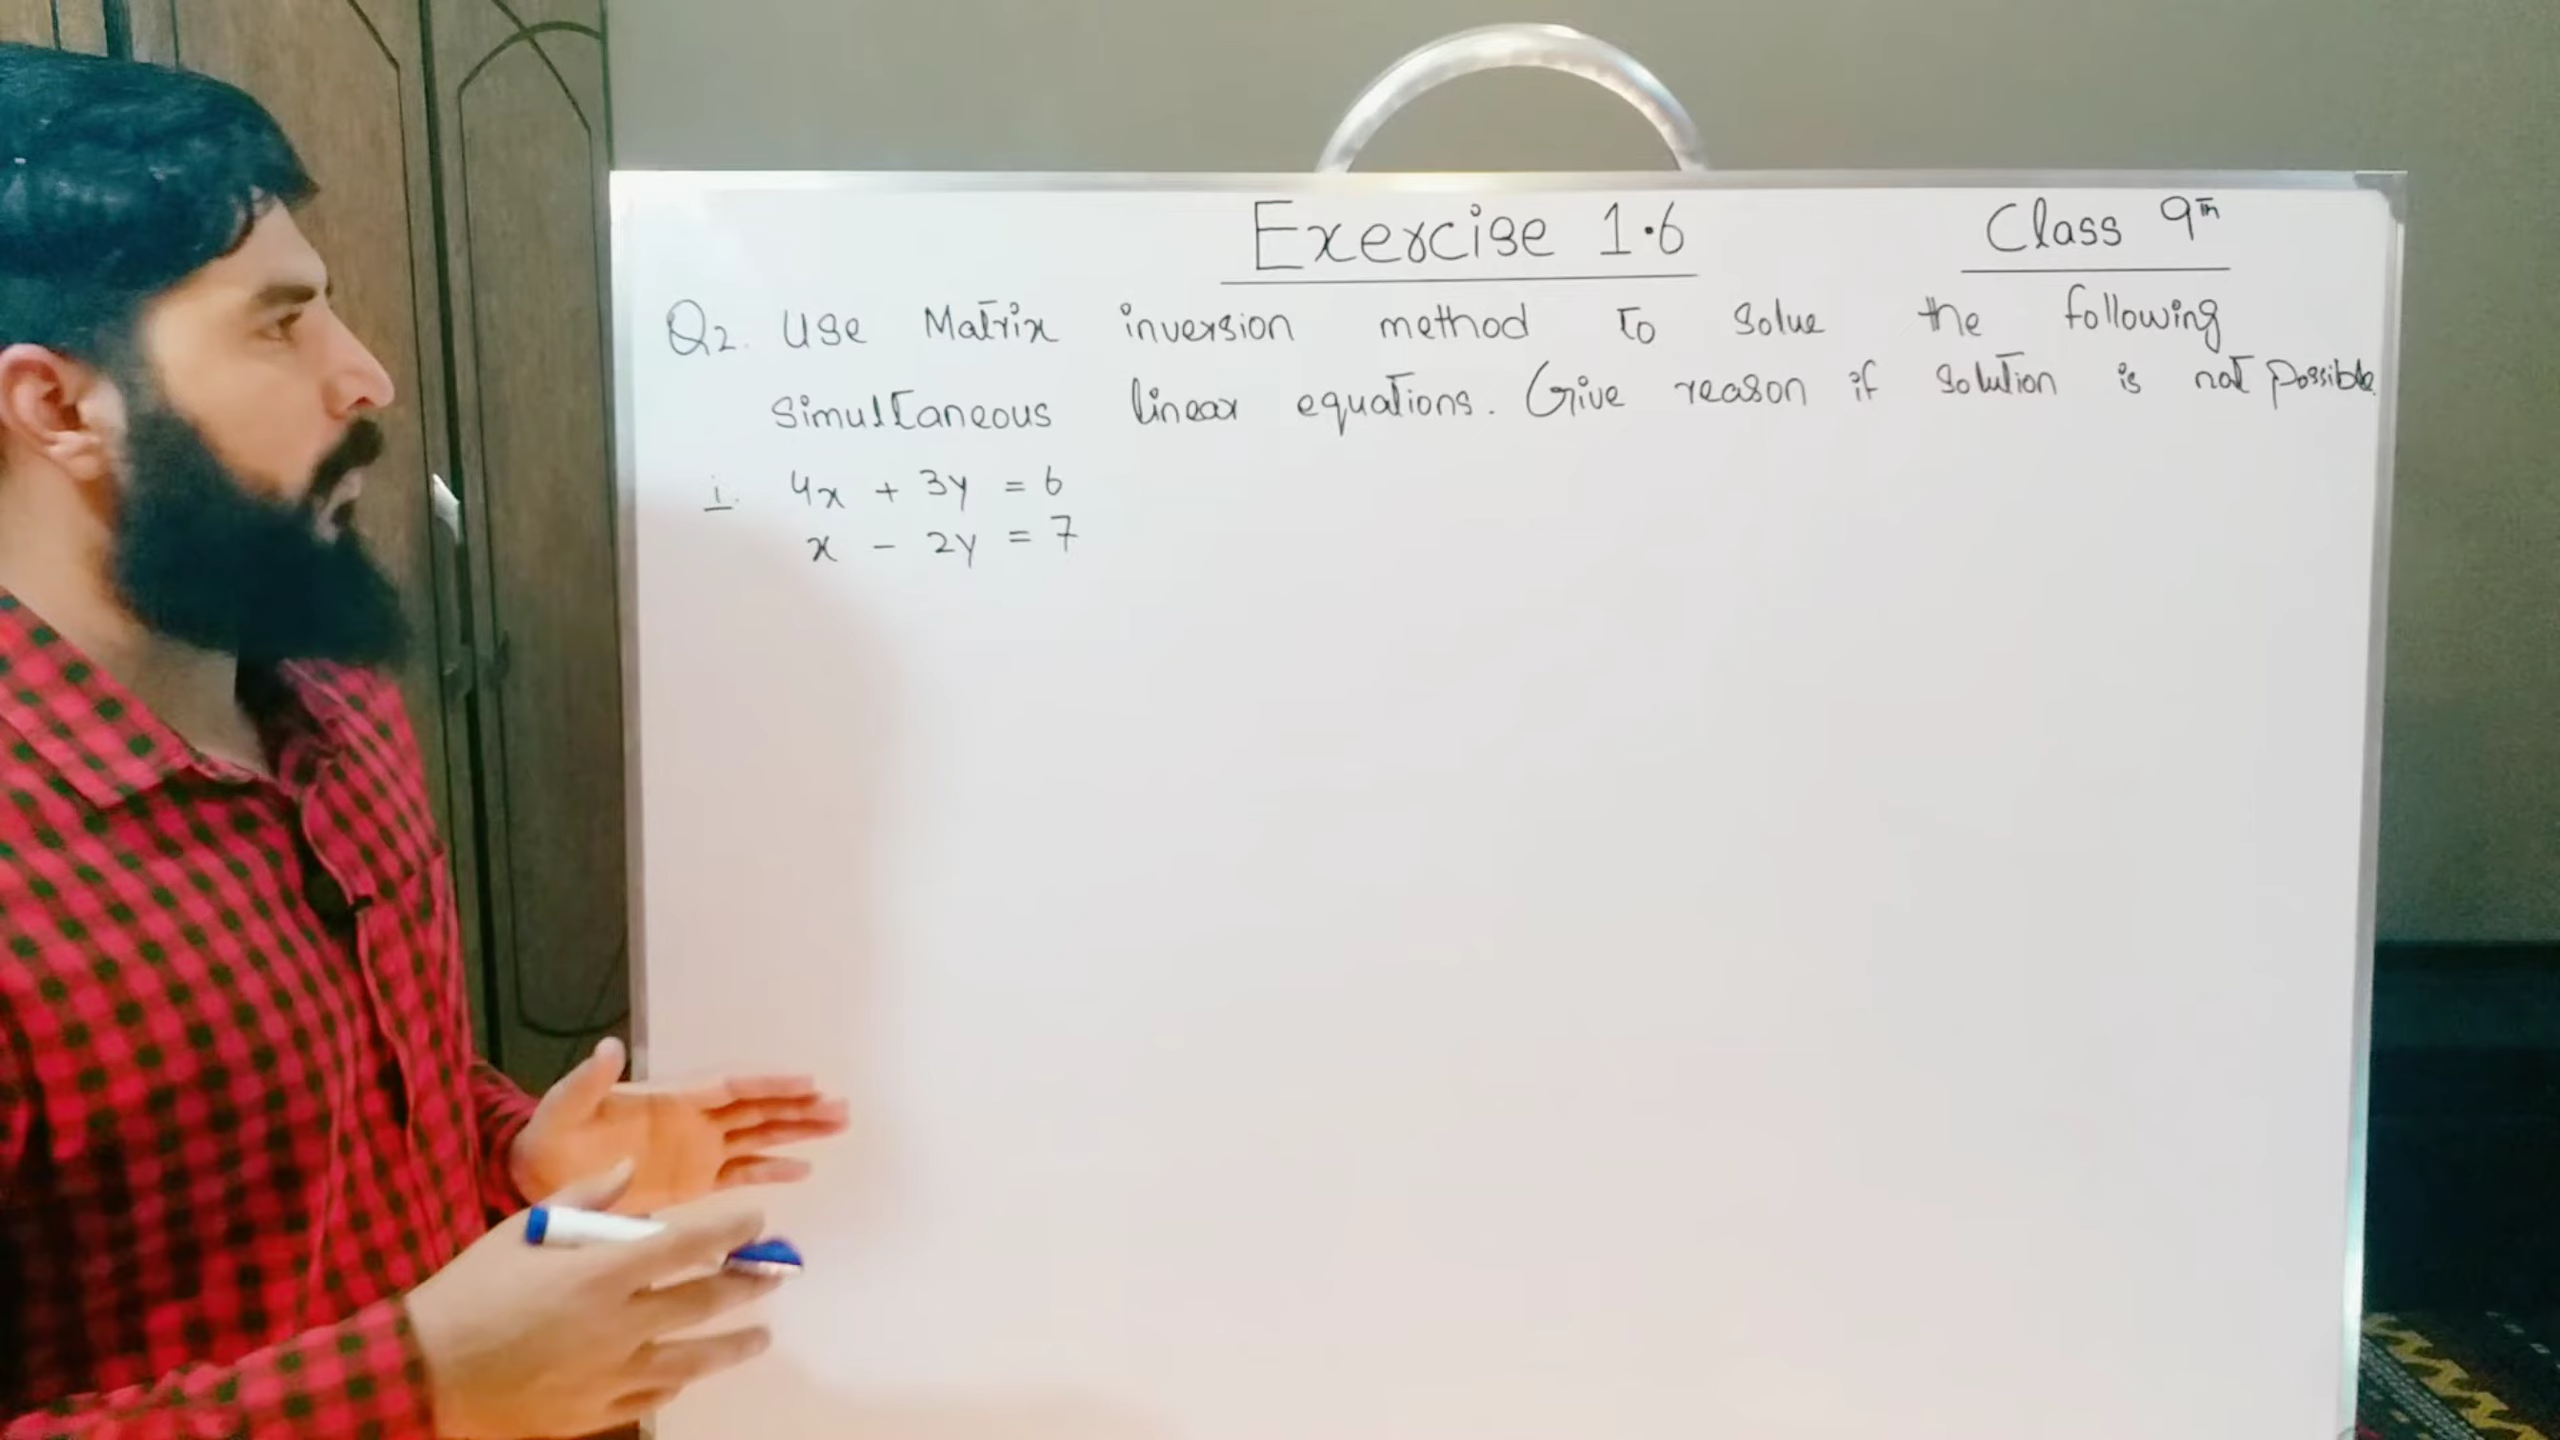 Exercise 1.6 Class 9th
Q2. Use Matrix inversion method to solve the following
Simultaneous linear equations. Give reason if solution is not possible.
i. 4x + 3y = 6
x - 2y = 7